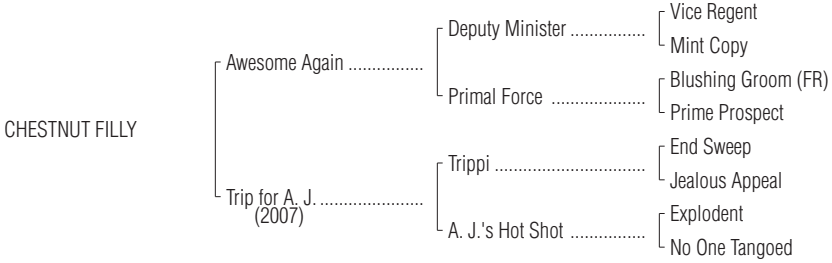 Vice Regent
Deputy Minister ................
Mint Copy
Awesome Again ................
Blushing Groom (FR)
Primal Force ....................
Prime Prospect
CHESTNUT FILLY
End Sweep
Trippi ................................
Jealous Appeal
Trip for A. J. ......................
(2007)
Explodent
A. J.'s Hot Shot ................
No One Tangoed